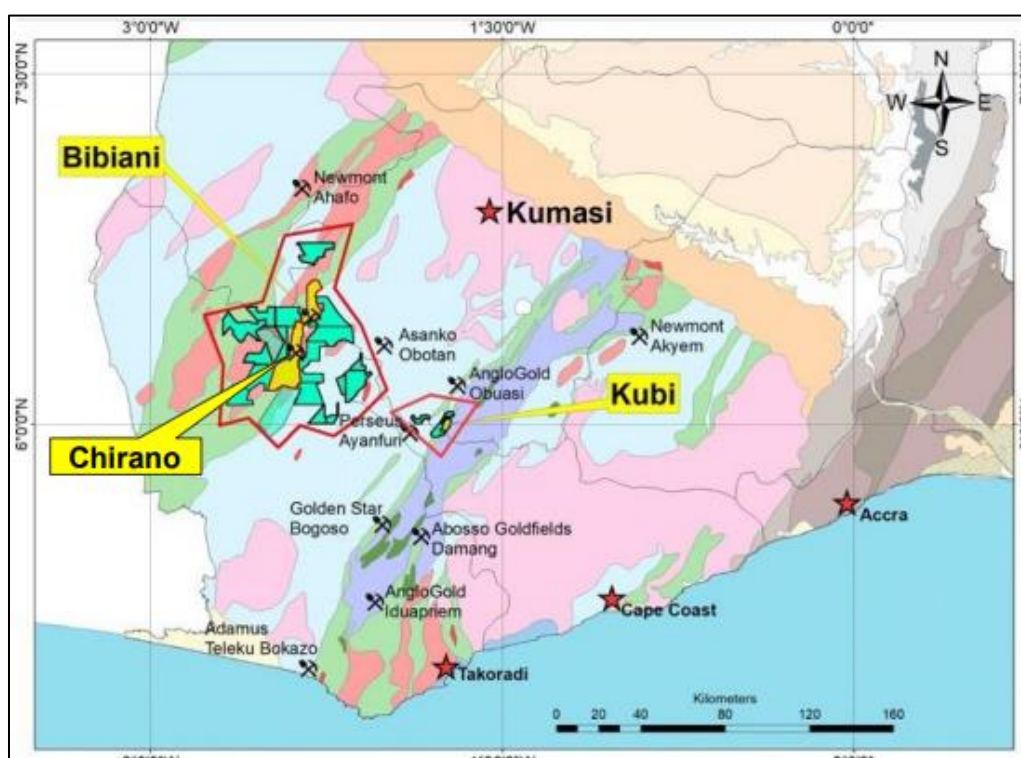 3°0'0"W
1°30'0"W
0°0'0"
7°30'0"N
N
W
E
S
Bibiani
Newmont
Ahafo
Kumasi
Asanko
Obotan
Newmont
Akyem
AngloGold
Obuasi
Kubi
6°0'0"N
Perseus
Ayanfuri
Chirano
Golden Star
Bogoso
Abosso Goldfields
Damang
Accra
AngloGold
Iduapriem
Cape Coast
Adamus
Teleku Bokazo
Takoradi
Kilometers
0 20 40 80 120 160